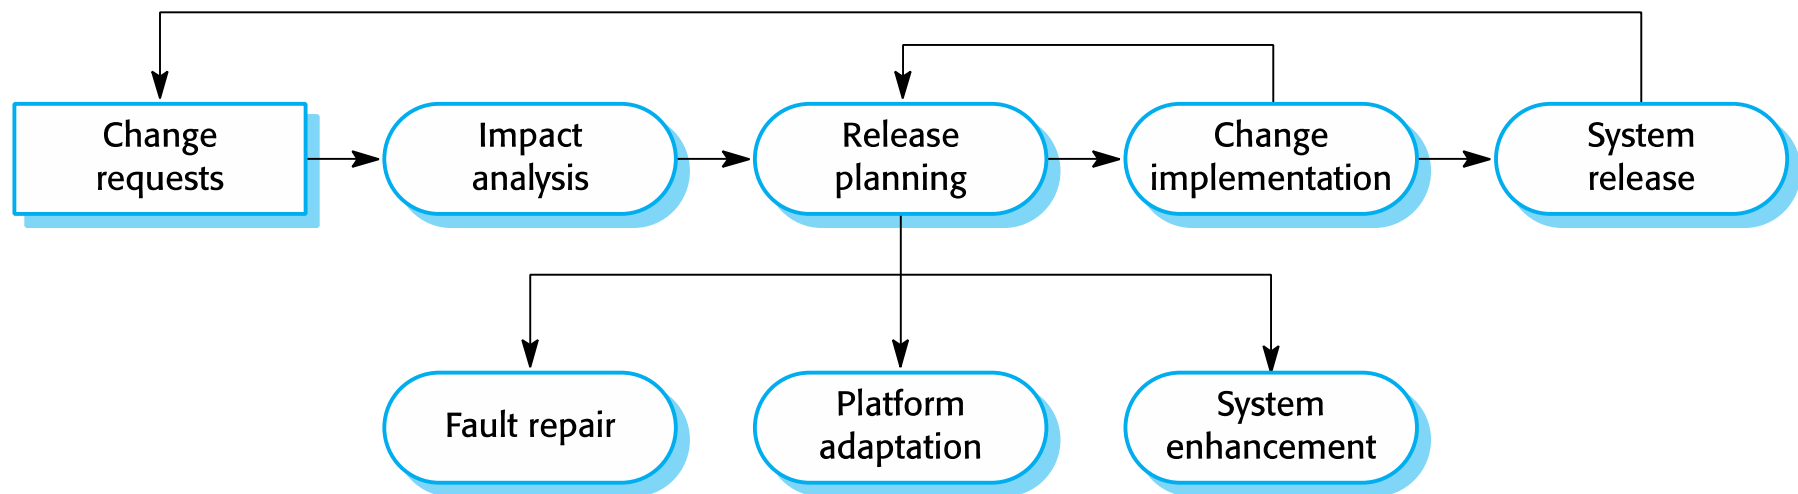 Change
requests
Impact
analysis
Release
planning
Change
implementation
System
release
Fault repair
Platform
adaptation
System
enhancement